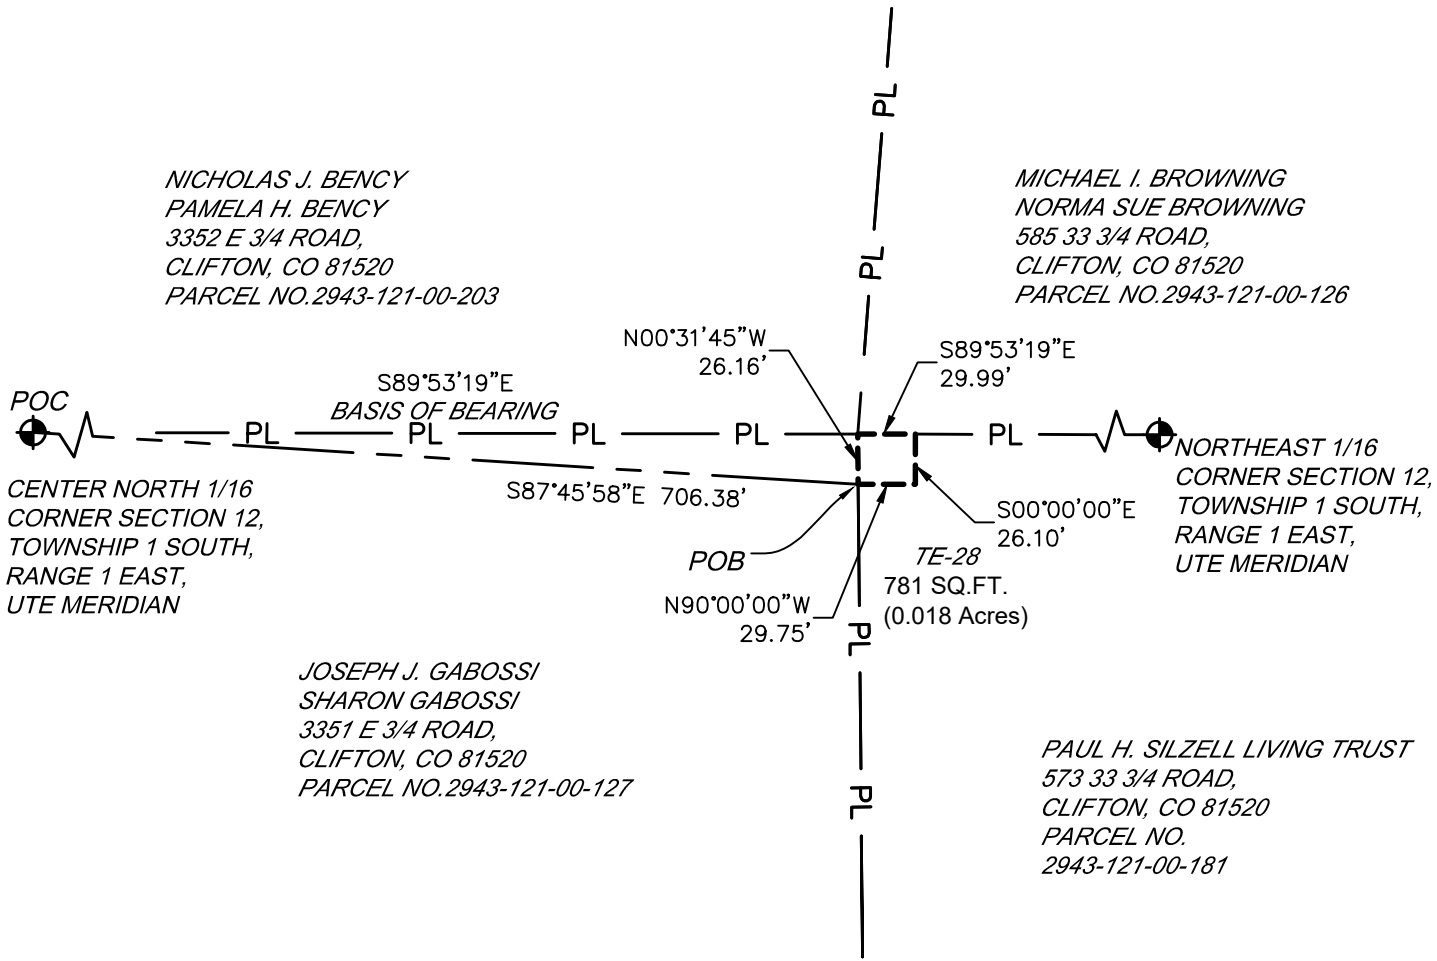 PL
NICHOLAS J. BENCY
PAMELA H. BENCY
3352 E 3/4 ROAD,
CLIFTON, CO 81520
PARCEL NO.2943-121-00-203
MICHAEL I. BROWNING
NORMA SUE BROWNING
585 33 3/4 ROAD,
CLIFTON, CO 81520
PARCEL NO.2943-121-00-126
PL
N00°31'45"W
26.16'
S89°53'19"E
29.99'
S89°53'19"E
BASIS OF BEARING
POC
PL
PL
PL
PL
PL
NORTHEAST 1/16
CORNER SECTION 12,
TOWNSHIP 1 SOUTH,
RANGE 1 EAST,
UTE MERIDIAN
CENTER NORTH 1/16
CORNER SECTION 12,
TOWNSHIP 1 SOUTH,
RANGE 1 EAST,
UTE MERIDIAN
S87°45'58"E 706.38'
S00°00'00"E
26.10'
POB
TE-28
781 SQ.FT.
(0.018 Acres)
N90°00'00"W
29.75'
PL
JOSEPH J. GABOSSI
SHARON GABOSSI
3351 E 3/4 ROAD,
CLIFTON, CO 81520
PARCEL NO.2943-121-00-127
PL
PAUL H. SILZELL LIVING TRUST
573 33 3/4 ROAD,
CLIFTON, CO 81520
PARCEL NO.
2943-121-00-181